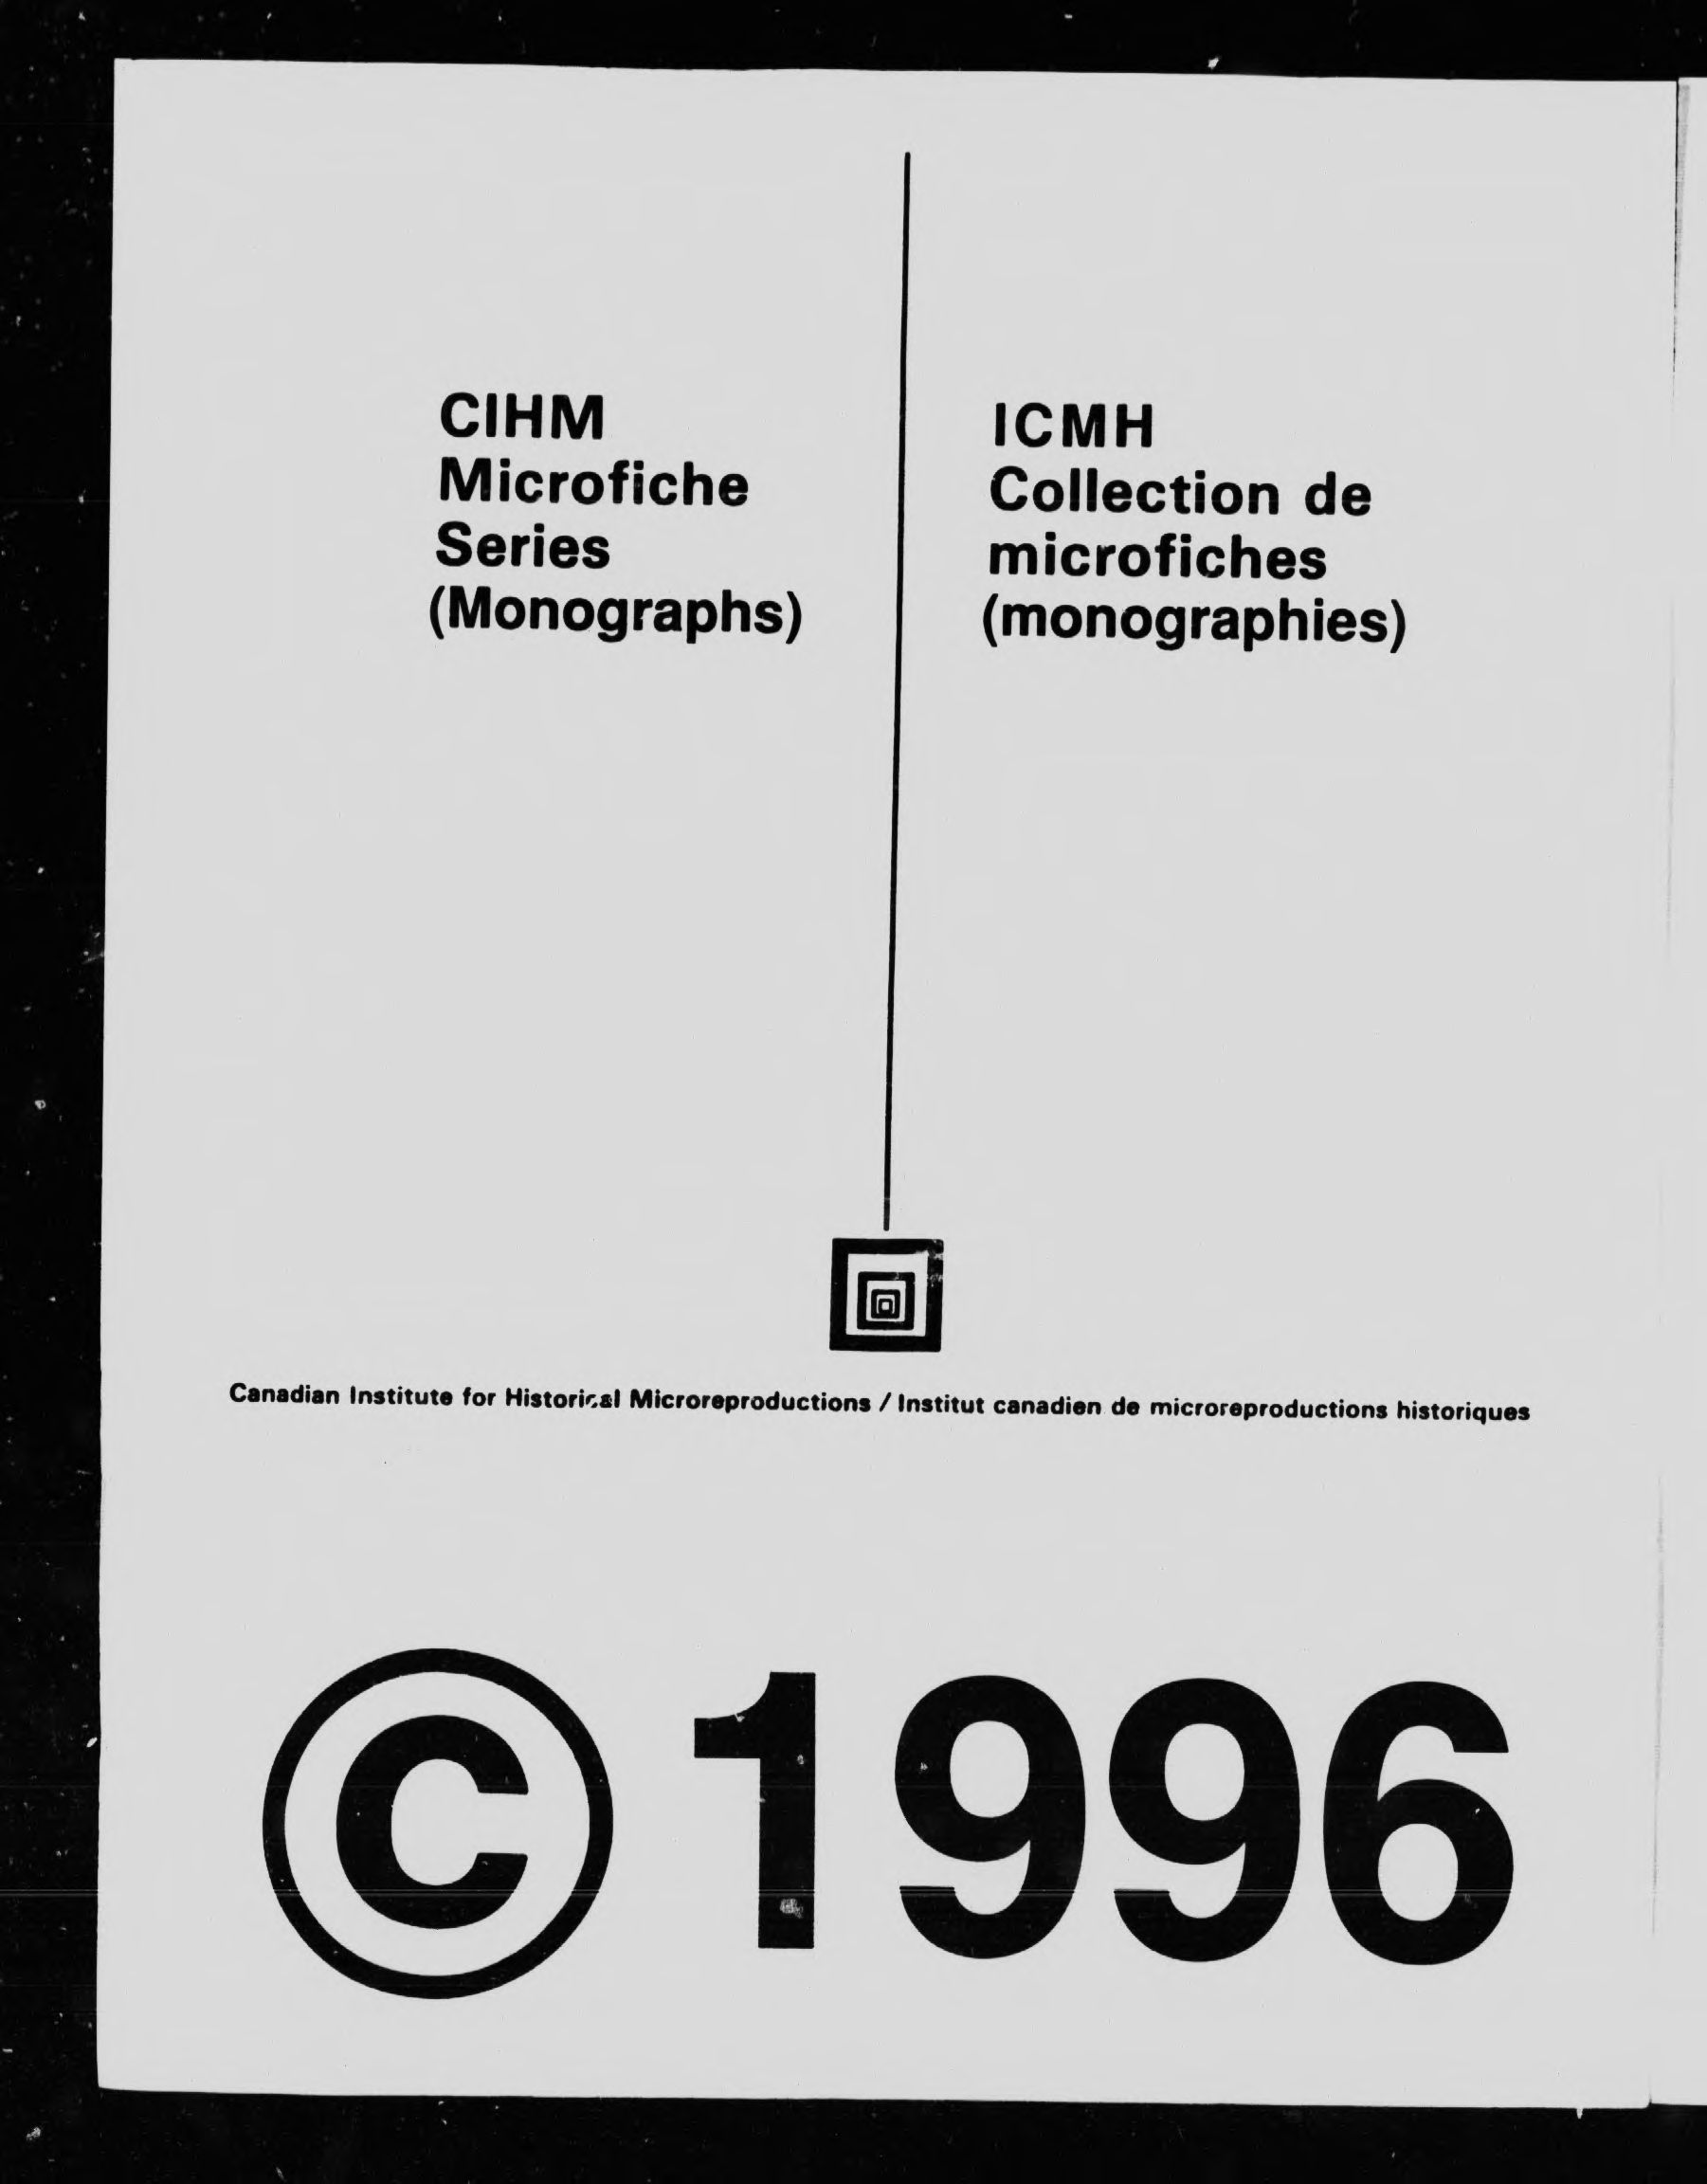 CIHM
Microfiche
Series
(Monographs)
ICMH
Collection de
microfiches
(monographies)
Canadian Institute for Historical Microreproductions / Institut canadien de microreproductions historiques
© 1996